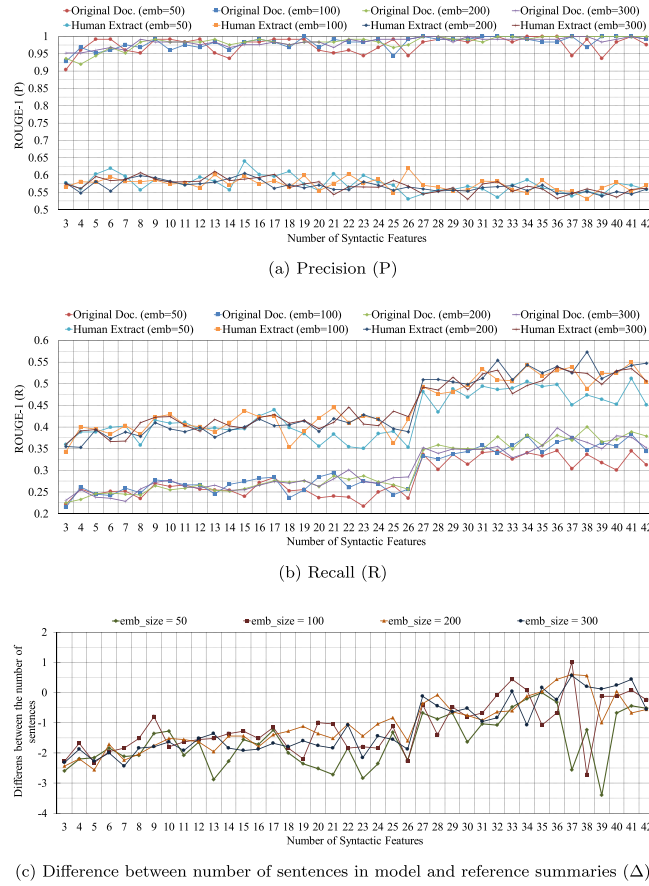 Original Doc. (emb=50) Original Doc. (emb=100) Original Doc. (emb=200) Original Doc. (emb=300)
Human Extract (emb=50) Human Extract (emb=100) Human Extract (emb=200) Human Extract (emb=300)
1
0.95
0.9
0.85
0.8
0.75
0.7
0.65
0.6
0.55
0.5
ROUGE-1 (P)
3 4 5 6 7 8 9 10 11 12 13 14 15 16 17 18 19 20 21 22 23 24 25 26 27 28 29 30 31 32 33 34 35 36 37 38 39 40 41 42
Number of Syntactic Features
(a) Precision (P)
Original Doc. (emb=50) Original Doc. (emb=100) Original Doc. (emb=200) Original Doc. (emb=300)
Human Extract (emb=50) Human Extract (emb=100) Human Extract (emb=200) Human Extract (emb=300)
0.6
0.55
0.5
0.45
0.4
0.35
0.3
0.25
0.2
ROUGE-1 (R)
3 4 5 6 7 8 9 10 11 12 13 14 15 16 17 18 19 20 21 22 23 24 25 26 27 28 29 30 31 32 33 34 35 36 37 38 39 40 41 42
Number of Syntactic Features
(b) Recall (R)
emb_size = 50 emb_size = 100 emb_size = 200 emb_size = 300
2
1
0
-1
-2
-3
-4
Differents between the number of
sentences
3 4 5 6 7 8 9 10 11 12 13 14 15 16 17 18 19 20 21 22 23 24 25 26 27 28 29 30 31 32 33 34 35 36 37 38 39 40 41 42
Number of Syntactic Features
(c) Difference between number of sentences in model and reference summaries (Δ)